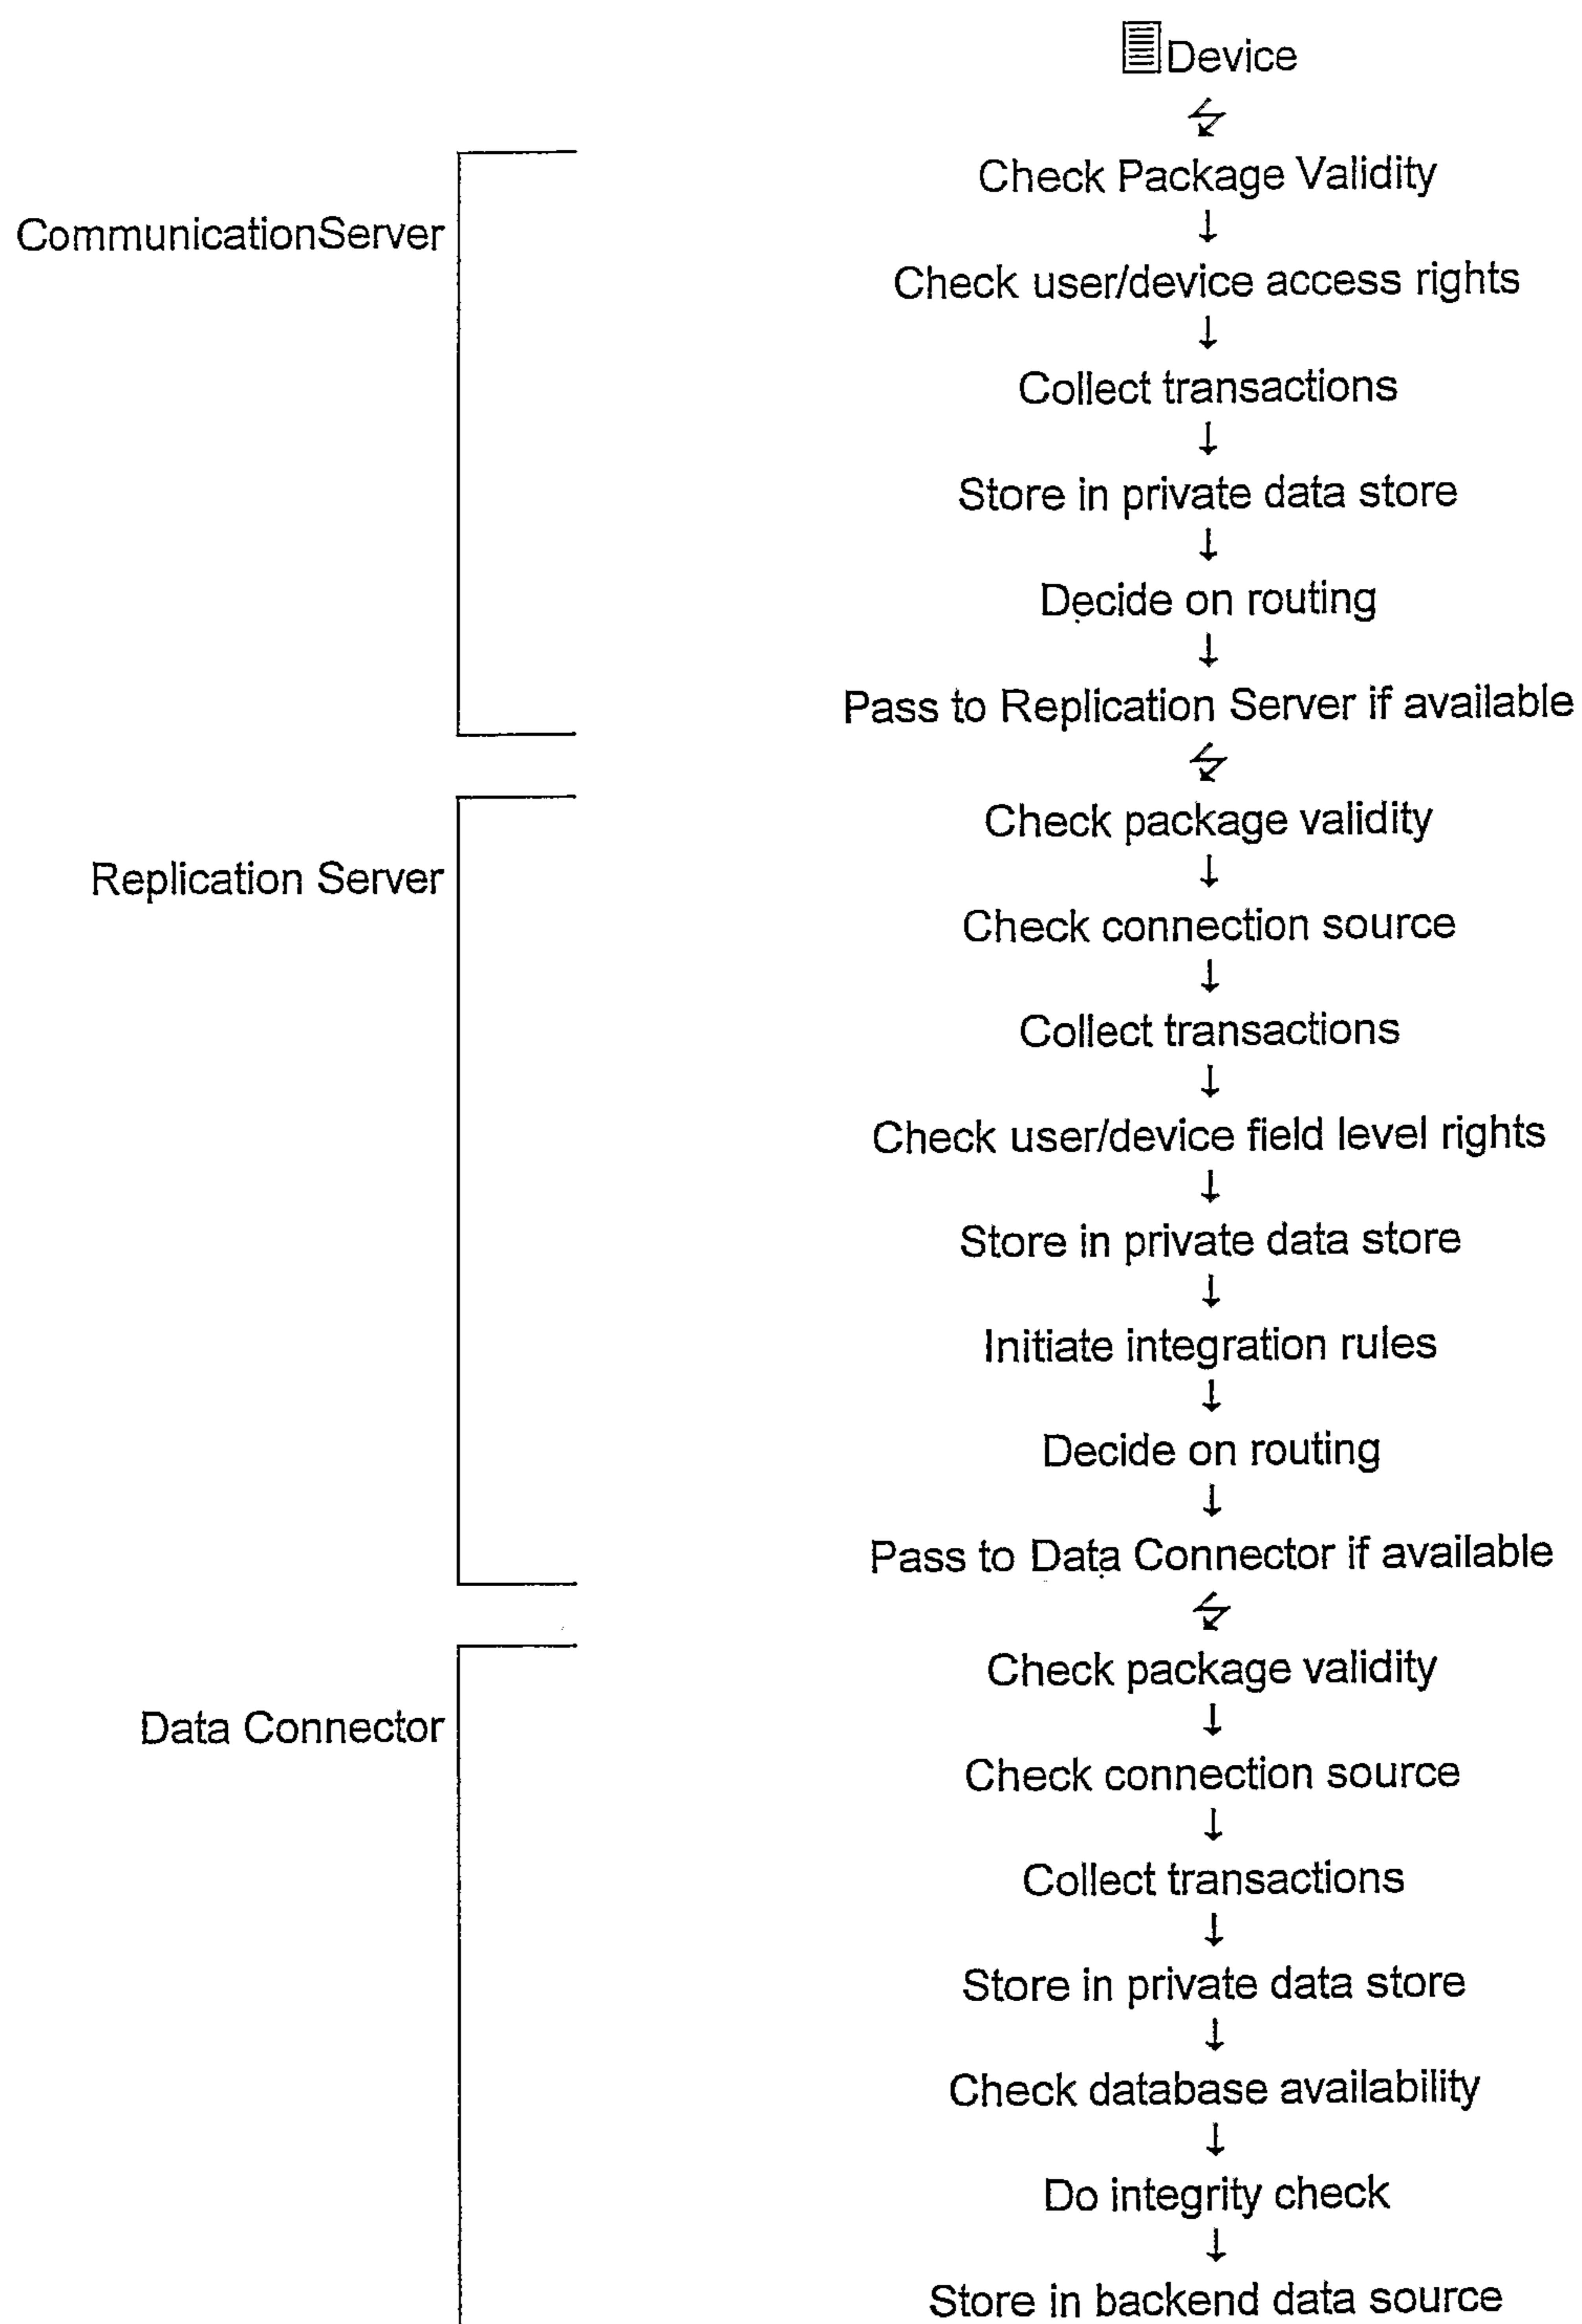 Device
Check Package Validity
CommunicationServer
Check user/device access rights
Collect transactions
Store in private data store
Decide on routing
Pass to Replication Server if available
Check package validity
Replication Server
Check connection source
Collect transactions
Check user/device field level rights
Store in private data store
Initiate integration rules
Decide on routing
Pass to Data Connector if available
Check package validity
Data Connector
Check connection source
Collect transactions
Store in private data store
Check database availability
Do integrity check
Store in backend data source